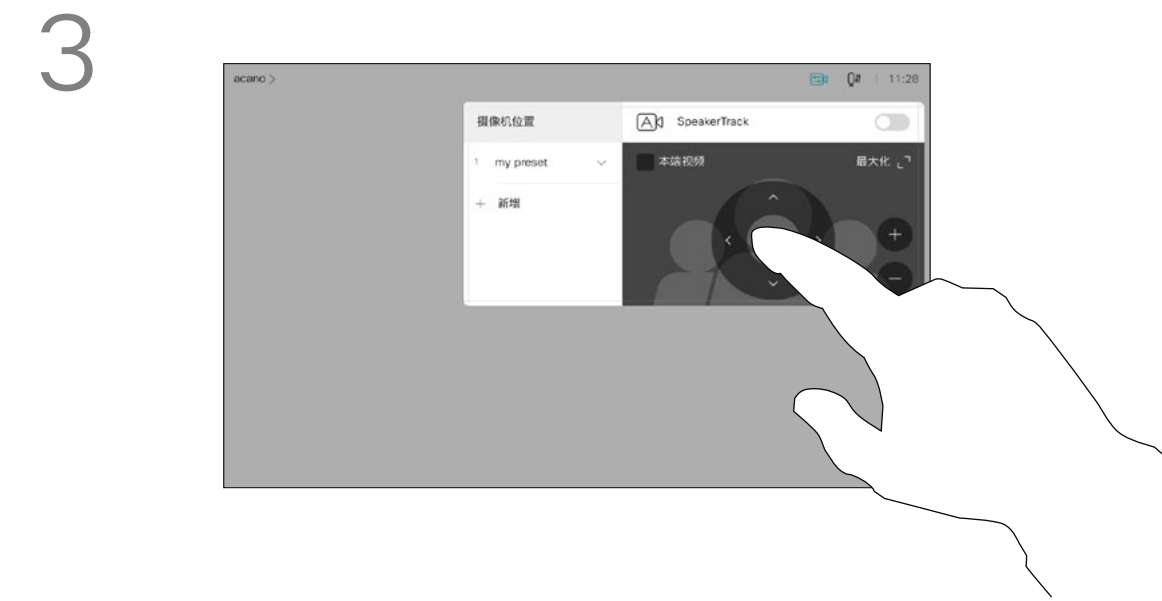 3
acano >
11:28
摄像机位置
SpeakerTrack
1 my preset
本端视频
最大化
+ 新增